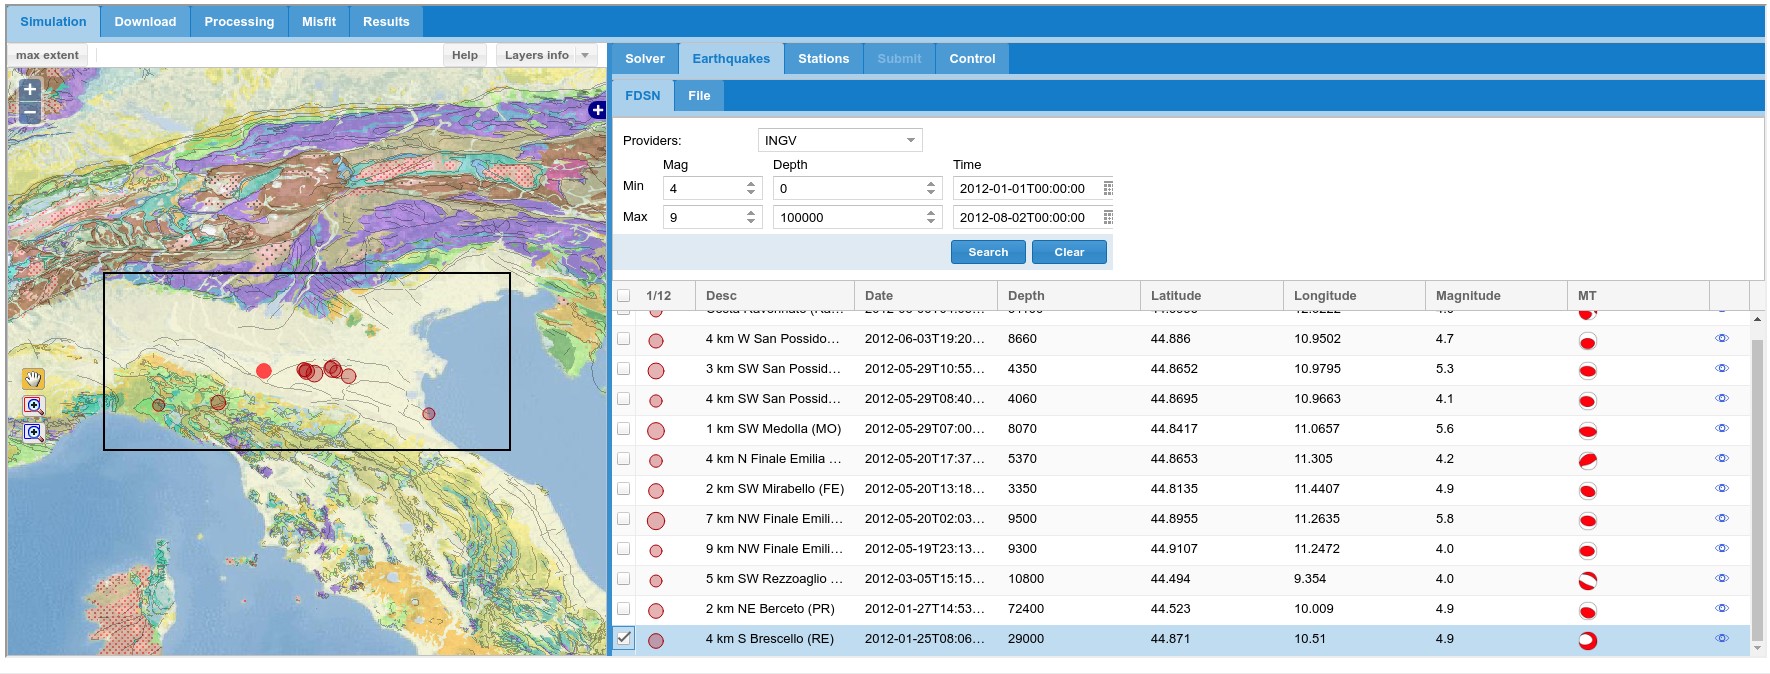 Simulation Download Processing Misfit Results
max extent Help Layers info
Solver Earthquakes Stations Submit Control
FDSN File
Providers: INGV
Mag Depth Time
Min 4 0 2012-01-01T00:00:00
Max 9 100000 2012-08-02T00:00:00
Search Clear
1/12 Desc Date Depth Latitude Longitude Magnitude MT
4 km W San Possido... 2012-06-03T19:20... 8660 44.886 10.9502 4.7
3 km SW San Possid... 2012-05-29T10:55... 4350 44.8652 10.9795 5.3
4 km SW San Possid... 2012-05-29T08:40... 4060 44.8695 10.9663 4.1
1 km SW Medolla (MO) 2012-05-29T07:00... 8070 44.8417 11.0657 5.6
4 km N Finale Emilia ... 2012-05-20T17:37... 5370 44.8653 11.305 4.2
2 km SW Mirabello (FE) 2012-05-20T13:18... 3350 44.8135 11.4407 4.9
7 km NW Finale Emili... 2012-05-20T02:03... 9500 44.8955 11.2635 5.8
9 km NW Finale Emili... 2012-05-19T23:13... 9300 44.9107 11.2472 4.0
5 km SW Rezzoaglio ... 2012-03-05T15:15... 10800 44.494 9.354 4.0
2 km NE Berceto (PR) 2012-01-27T14:53... 72400 44.523 10.009 4.9
4 km S Brescello (RE) 2012-01-25T08:06... 29000 44.871 10.51 4.9